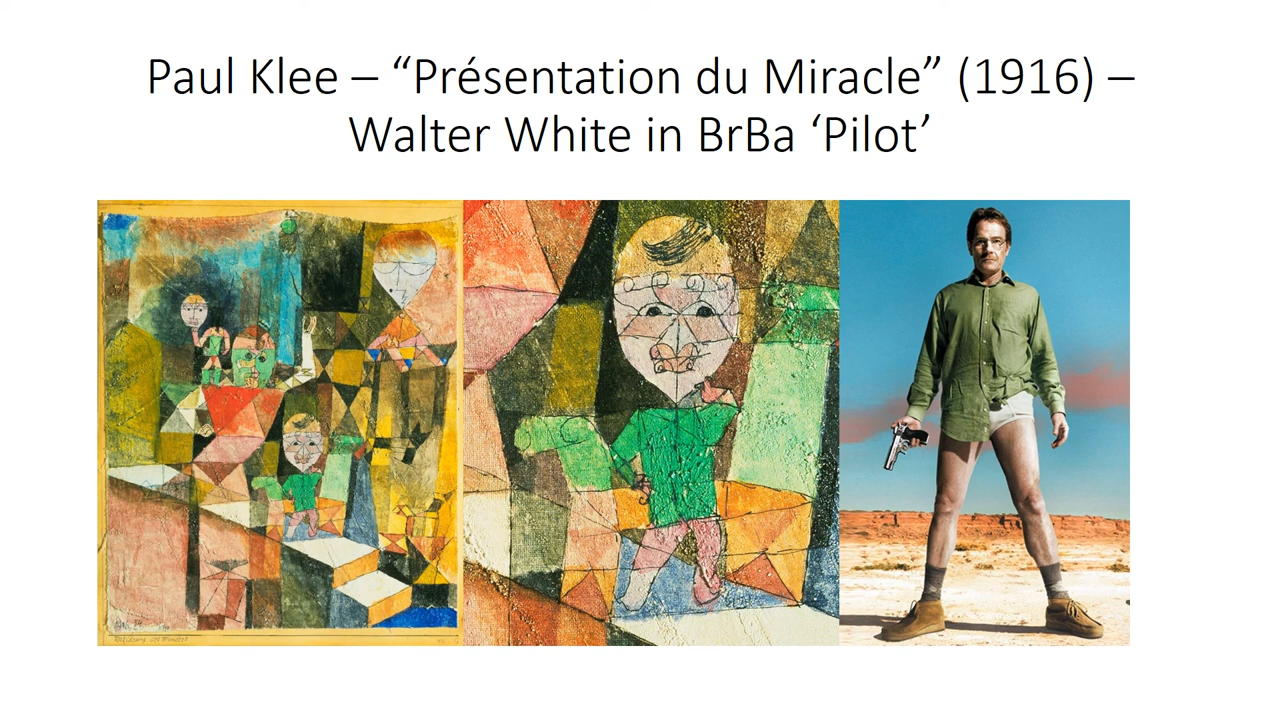 Paul Klee – “Présentation du Miracle” (1916) –
Walter White in BrBa ‘Pilot’